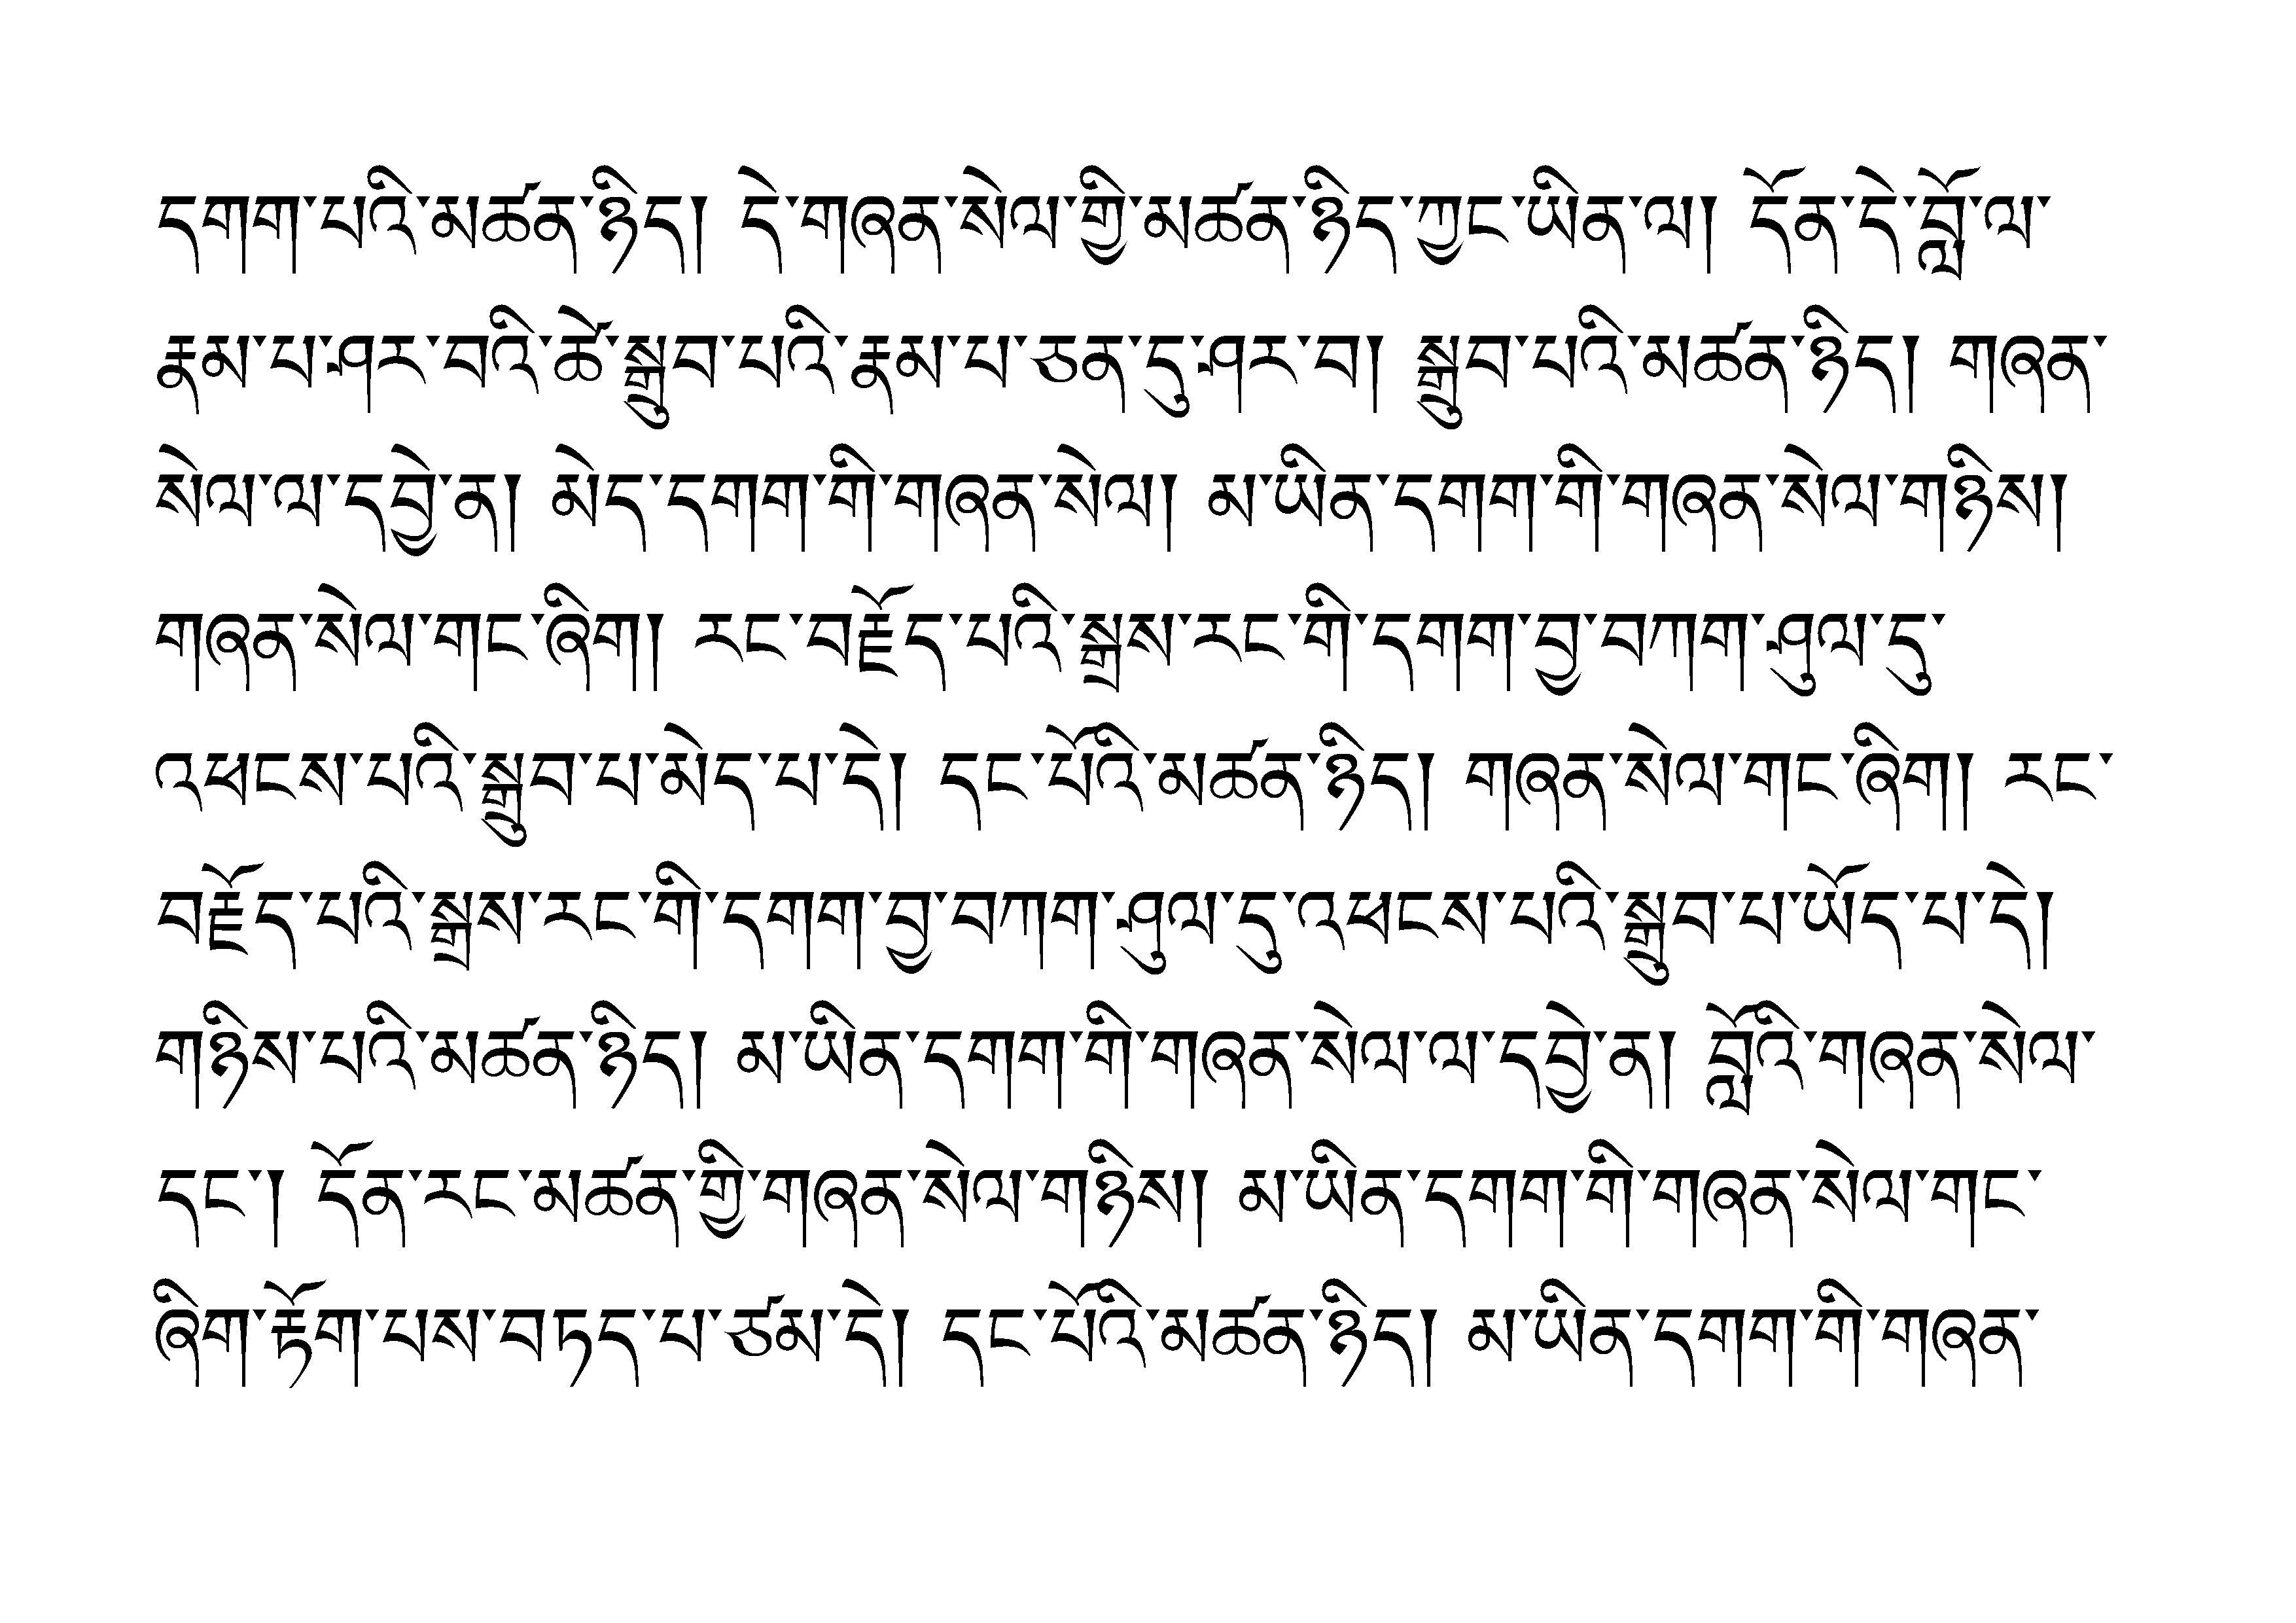 དགག་པའི་མཚན་ཉིད། དེ་གཞན་སེལ་གྱི་མཚན་ཉིད་ཀྱང་ཡིན་ལ། དོན་དེ་བློ་ལ་
རྣམ་པ་ཤར་བའི་ཚེ་སྒྲུབ་པའི་རྣམ་པ་ཅན་དུ་ཤར་བ། སྒྲུབ་པའི་མཚན་ཉིད། གཞན་
སེལ་ལ་དབྱེ་ན། མེད་དགག་གི་གཞན་སེལ། མ་ཡིན་དགག་གི་གཞན་སེལ་གཉིས།
གཞན་སེལ་གང་ཞིག། རང་བརྗོད་པའི་སྒྲས་རང་གི་དགག་བྱ་བཀག་ཤུལ་དུ་
འཕངས་པའི་སྒྲུབ་པ་མེད་པ་དེ། དང་པོའི་མཚན་ཉིད། གཞན་སེལ་གང་ཞིག། རང་
བརྗོད་པའི་སྒྲས་རང་གི་དགག་བྱ་བཀག་ཤུལ་དུ་འཕངས་པའི་སྒྲུབ་པ་ཡོད་པ་དེ།
གཉིས་པའི་མཚན་ཉིད། མ་ཡིན་དགག་གི་གཞན་སེལ་ལ་དབྱེ་ན། བློའི་གཞན་སེལ་
དང་། དོན་རང་མཚན་གྱི་གཞན་སེལ་གཉིས། མ་ཡིན་དགག་གི་གཞན་སེལ་གང་
ཞིག་རྟོག་པས་བཏད་པ་ཙམ་དེ། དང་པོའི་མཚན་ཉིད། མ་ཡིན་དགག་གི་གཞན་